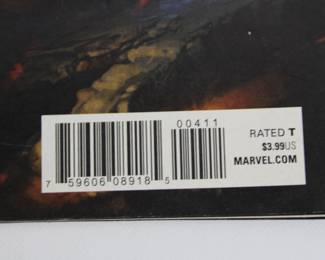 00411
RATED T
$3.99US
MARVEL.COM
7 59606 08918 5